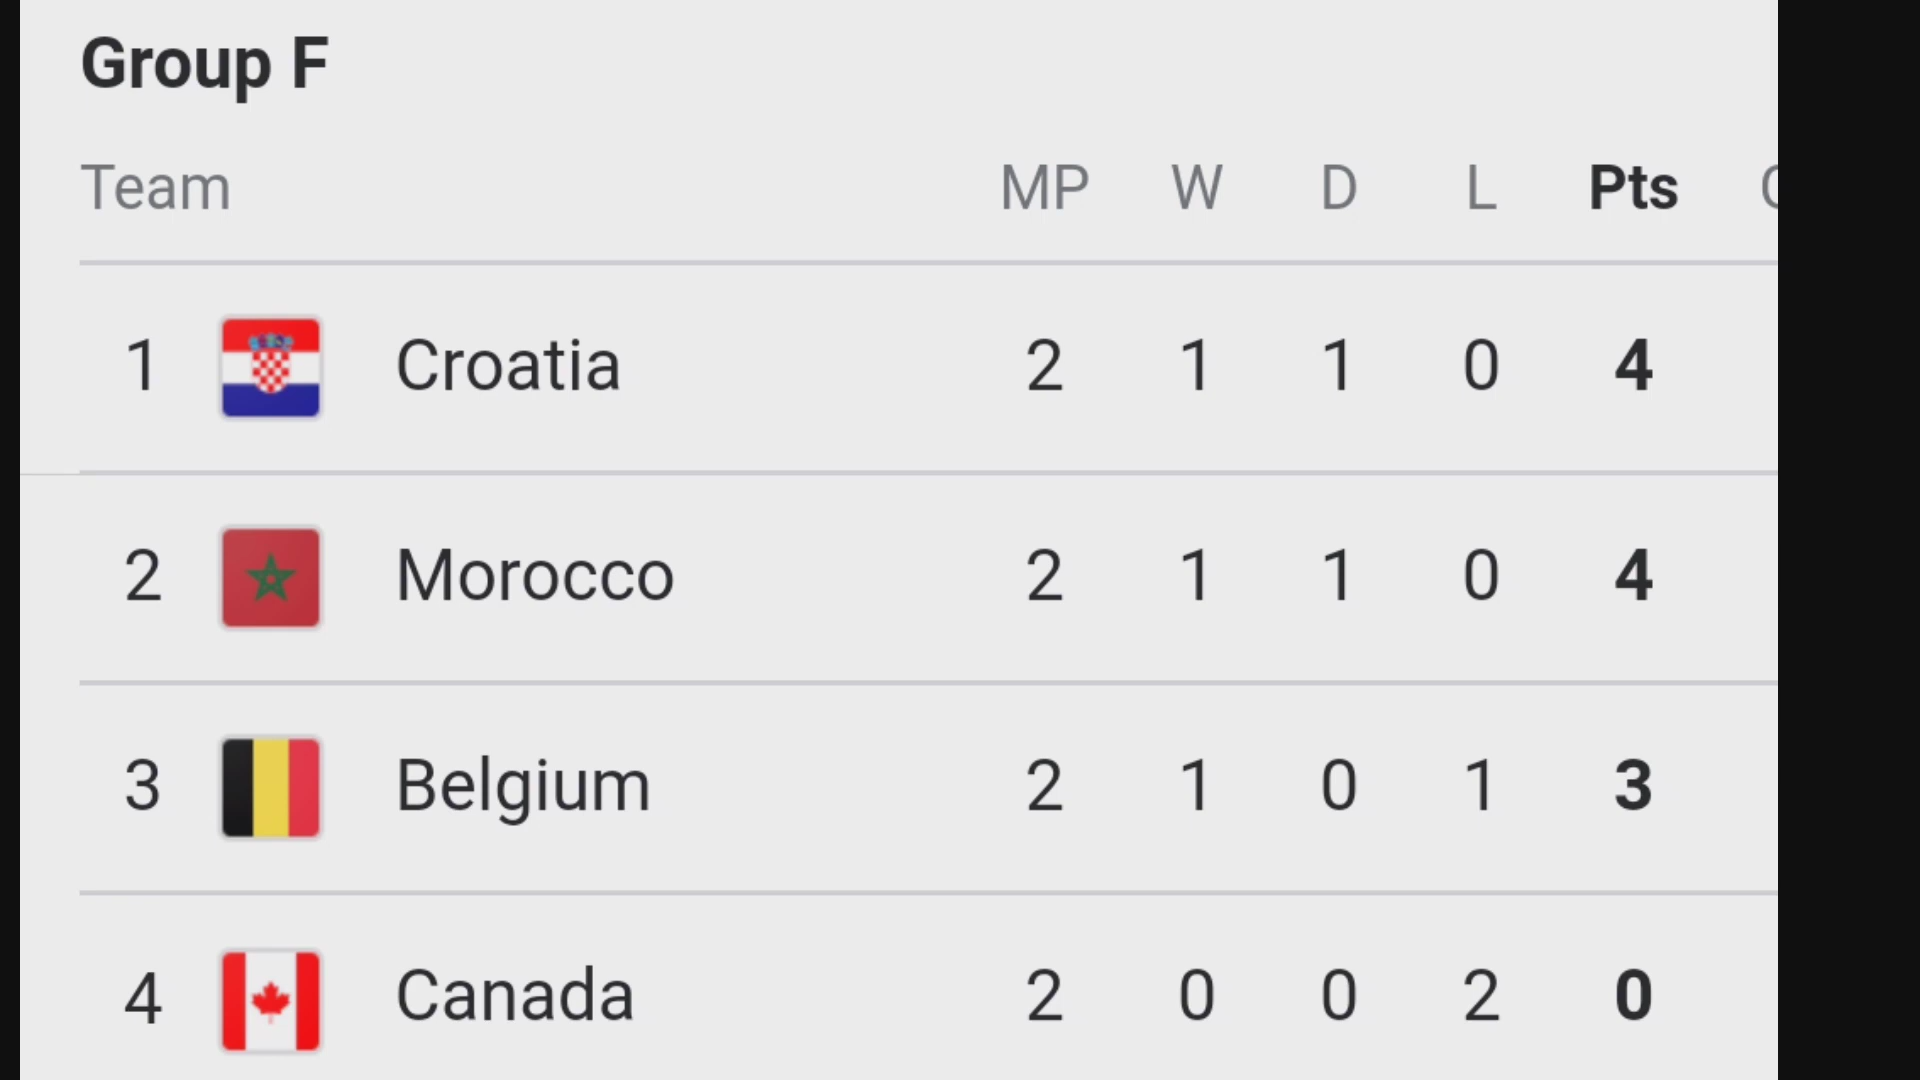 Group F
Team MP W D L Pts
1 Croatia 2 1 1 0 4
2 Morocco 2 1 1 0 4
3 Belgium 2 1 0 1 3
4 Canada 2 0 0 2 0